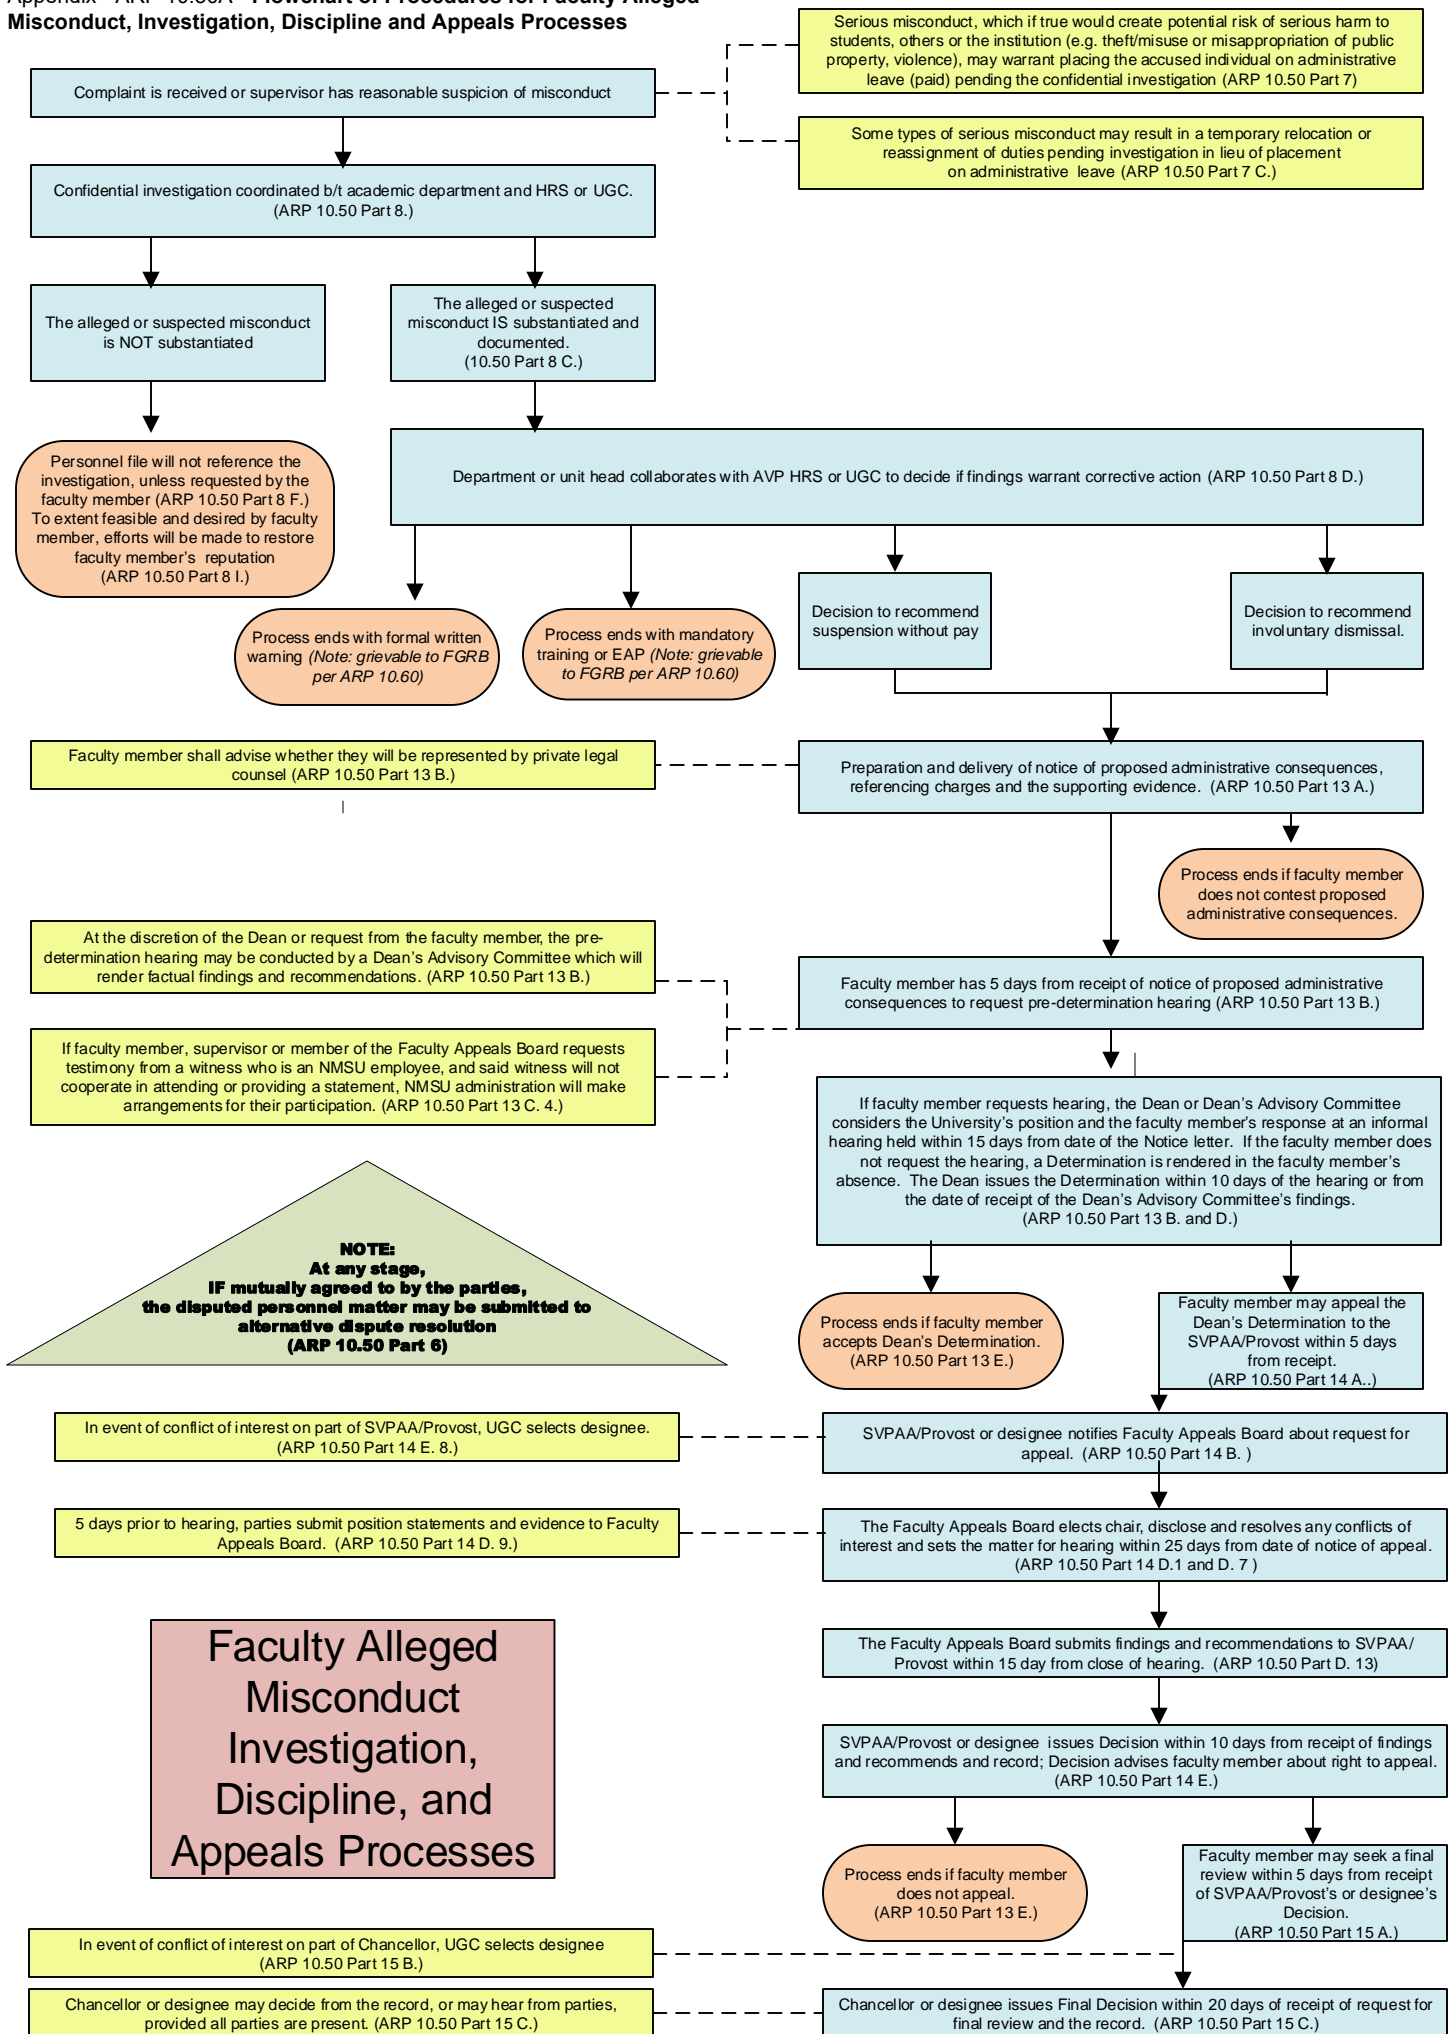 Appendix - ARP 10.50A - Flowchart of Procedures for Faculty Alleged
Misconduct, Investigation, Discipline and Appeals Processes
Serious misconduct, which if true would create potential risk of serious harm to
students, others or the institution (e.g. theft/misuse or misappropriation of public
property, violence), may warrant placing the accused individual on administrative
leave (paid) pending the confidential investigation (ARP 10.50 Part 7)
Complaint is received or supervisor has reasonable suspicion of misconduct
Some types of serious misconduct may result in a temporary relocation or
reassignment of duties pending investigation in lieu of placement
on administrative leave (ARP 10.50 Part 7 C.)
Confidential investigation coordinated b/t academic department and HRS or UGC.
(ARP 10.50 Part 8.)
The alleged or suspected misconduct
is NOT substantiated
The alleged or suspected
misconduct IS substantiated and
documented.
(10.50 Part 8 C.)
Personnel file will not reference the
investigation, unless requested by the
faculty member (ARP 10.50 Part 8 F.)
To extent feasible and desired by faculty
member, efforts will be made to restore
faculty member's reputation
(ARP 10.50 Part 8 I.)
Department or unit head collaborates with AVP HRS or UGC to decide if findings warrant corrective action (ARP 10.50 Part 8 D.)
Process ends with formal written
warning (Note: grievable to FGRB
per ARP 10.60)
Process ends with mandatory
training or EAP (Note: grievable
to FGRB per ARP 10.60)
Decision to recommend
suspension without pay
Decision to recommend
involuntary dismissal.
Faculty member shall advise whether they will be represented by private legal
counsel (ARP 10.50 Part 13 B.)
Preparation and delivery of notice of proposed administrative consequences,
referencing charges and the supporting evidence. (ARP 10.50 Part 13 A.)
Process ends if faculty member
does not contest proposed
administrative consequences.
At the discretion of the Dean or request from the faculty member, the pre-
determination hearing may be conducted by a Dean's Advisory Committee which will
render factual findings and recommendations. (ARP 10.50 Part 13 B.)
Faculty member has 5 days from receipt of notice of proposed administrative
consequences to request pre-determination hearing (ARP 10.50 Part 13 B.)
If faculty member, supervisor or member of the Faculty Appeals Board requests
testimony from a witness who is an NMSU employee, and said witness will not
cooperate in attending or providing a statement, NMSU administration will make
arrangements for their participation. (ARP 10.50 Part 13 C. 4.)
If faculty member requests hearing, the Dean or Dean's Advisory Committee
considers the University's position and the faculty member's response at an informal
hearing held within 15 days from date of the Notice letter. If the faculty member does
not request the hearing, a Determination is rendered in the faculty member's
absence. The Dean issues the Determination within 10 days of the hearing or from
the date of receipt of the Dean's Advisory Committee's findings.
(ARP 10.50 Part 13 B. and D.)
NOTE:
At any stage,
IF mutually agreed to by the parties,
the disputed personnel matter may be submitted to
alternative dispute resolution
(ARP 10.50 Part 6)
Process ends if faculty member
accepts Dean's Determination.
(ARP 10.50 Part 13 E.)
Faculty member may appeal the
Dean's Determination to the
SVPAA/Provost within 5 days
from receipt.
(ARP 10.50 Part 14 A..)
In event of conflict of interest on part of SVPAA/Provost, UGC selects designee.
(ARP 10.50 Part 14 E. 8.)
SVPAA/Provost or designee notifies Faculty Appeals Board about request for
appeal. (ARP 10.50 Part 14 B. )
5 days prior to hearing, parties submit position statements and evidence to Faculty
Appeals Board. (ARP 10.50 Part 14 D. 9.)
The Faculty Appeals Board elects chair, disclose and resolves any conflicts of
interest and sets the matter for hearing within 25 days from date of notice of appeal.
(ARP 10.50 Part 14 D.1 and D. 7 )
Faculty Alleged
Misconduct
Investigation,
Discipline, and
Appeals Processes
The Faculty Appeals Board submits findings and recommendations to SVPAA/
Provost within 15 day from close of hearing. (ARP 10.50 Part D. 13)
SVPAA/Provost or designee issues Decision within 10 days from receipt of findings
and recommends and record; Decision advises faculty member about right to appeal.
(ARP 10.50 Part 14 E.)
Process ends if faculty member
does not appeal.
(ARP 10.50 Part 13 E.)
Faculty member may seek a final
review within 5 days from receipt
of SVPAA/Provost's or designee's
Decision.
(ARP 10.50 Part 15 A.)
In event of conflict of interest on part of Chancellor, UGC selects designee
(ARP 10.50 Part 15 B.)
Chancellor or designee may decide from the record, or may hear from parties,
provided all parties are present. (ARP 10.50 Part 15 C.)
Chancellor or designee issues Final Decision within 20 days of receipt of request for
final review and the record. (ARP 10.50 Part 15 C.)